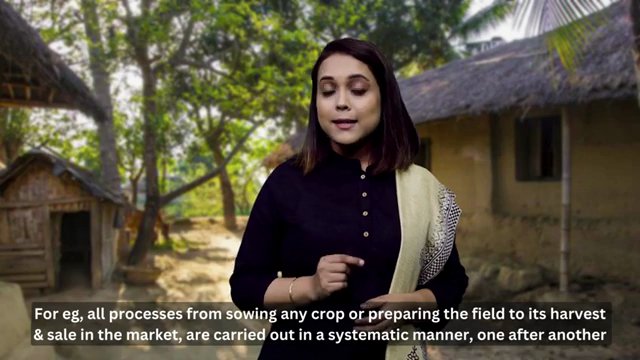 For eg, all processes from sowing any crop or preparing the field to its harvest
& sale in the market, are carried out in a systematic manner, one after another